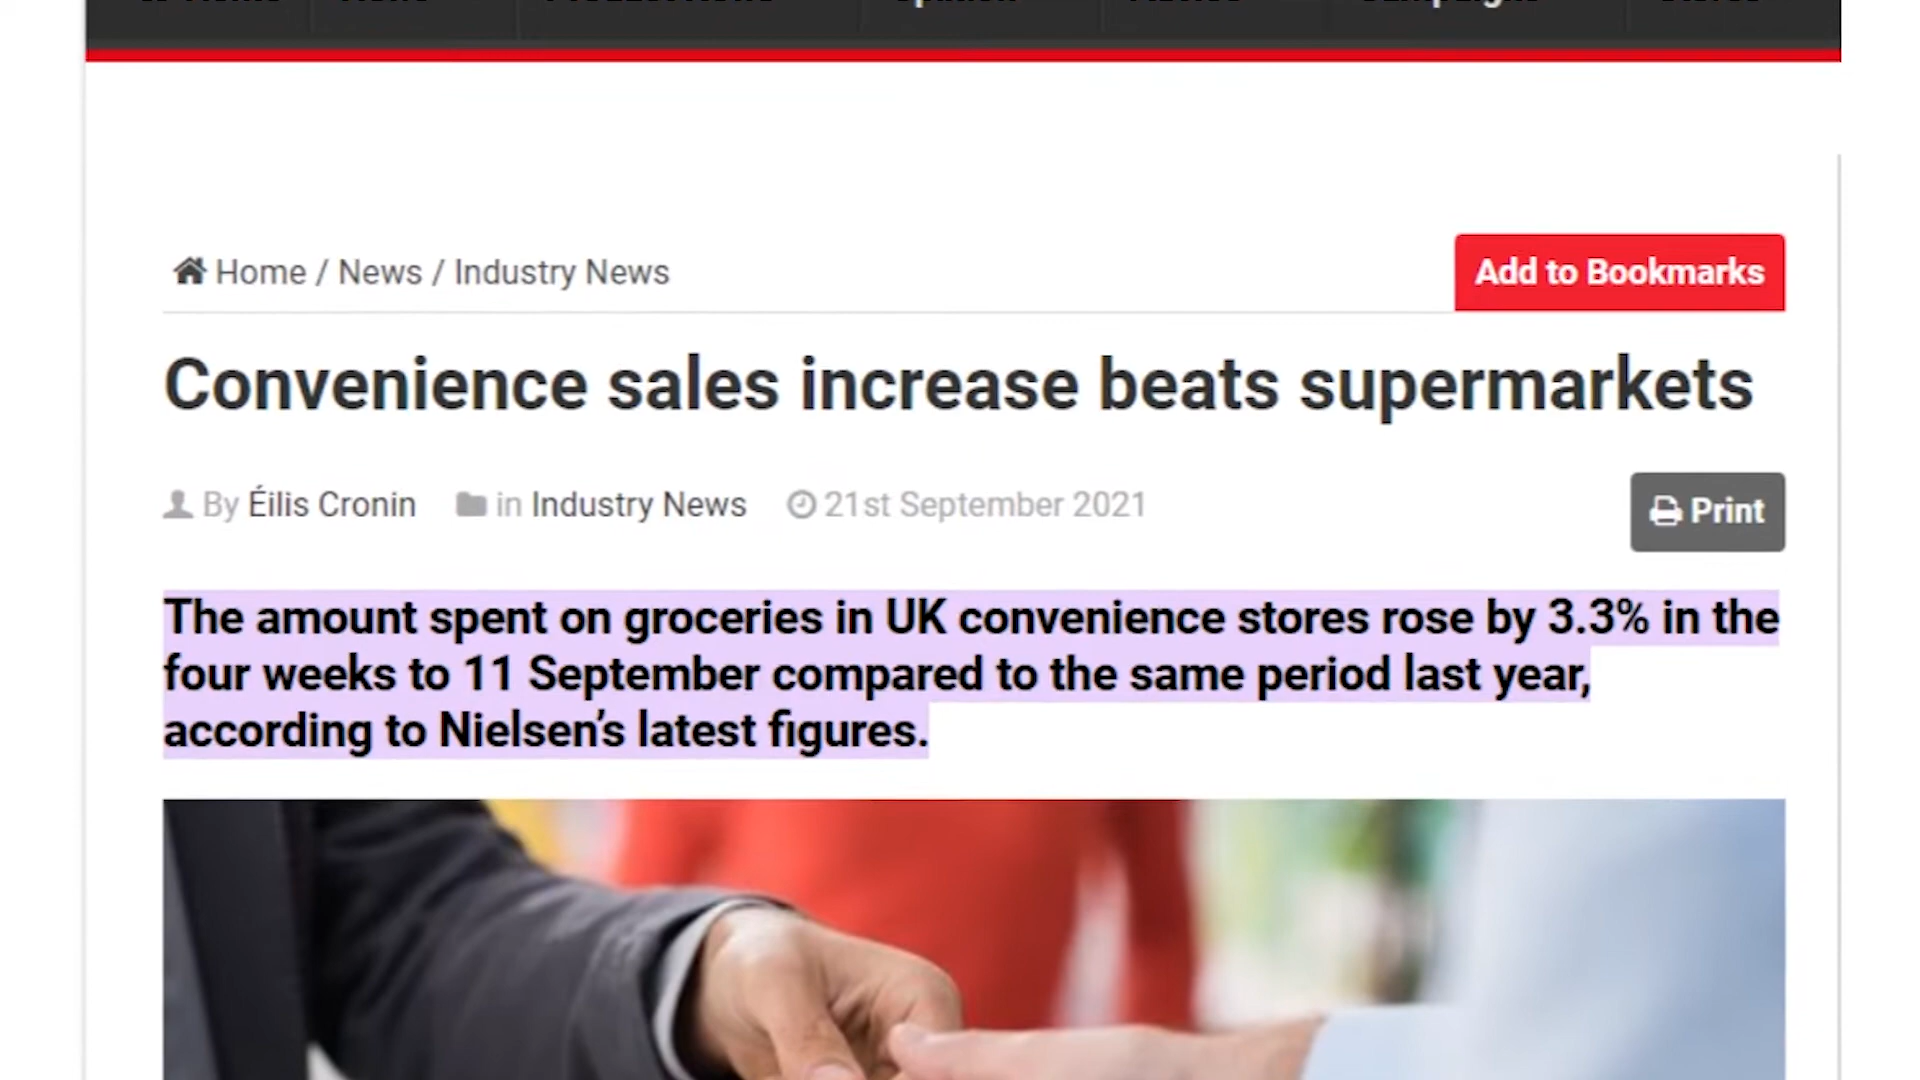 Home / News / Industry News
Add to Bookmarks
Convenience sales increase beats supermarkets
By Éilis Cronin in Industry News 21st September 2021
Print
The amount spent on groceries in UK convenience stores rose by 3.3% in the
four weeks to 11 September compared to the same period last year,
according to Nielsen’s latest figures.